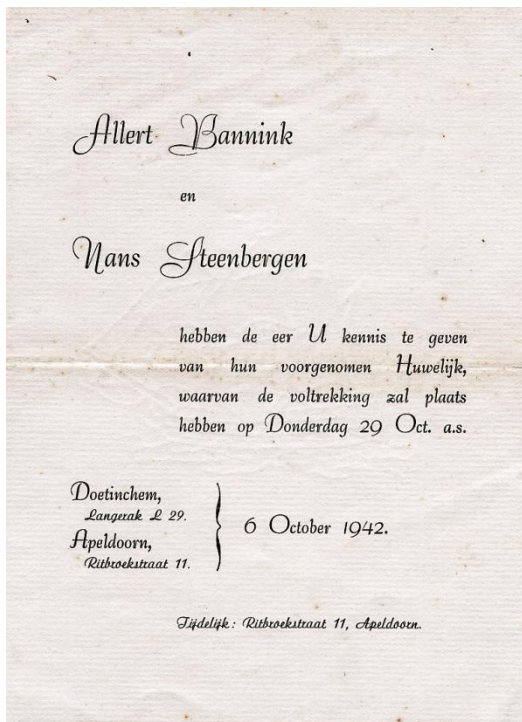 Allert Bannink
en
Nans Steenbergen
hebben de eer U kennis te geven
van hun voorgenomen Huwelijk,
waarvan de voltrekking zal plaats
hebben op Donderdag 29 Oct. a.s.
Doetinchem,
Langerak L 29.
Apeldoorn,
Ritbroekstraat 11.
6 October 1942.
Tijdelijk: Ritbroekstraat 11, Apeldoorn.